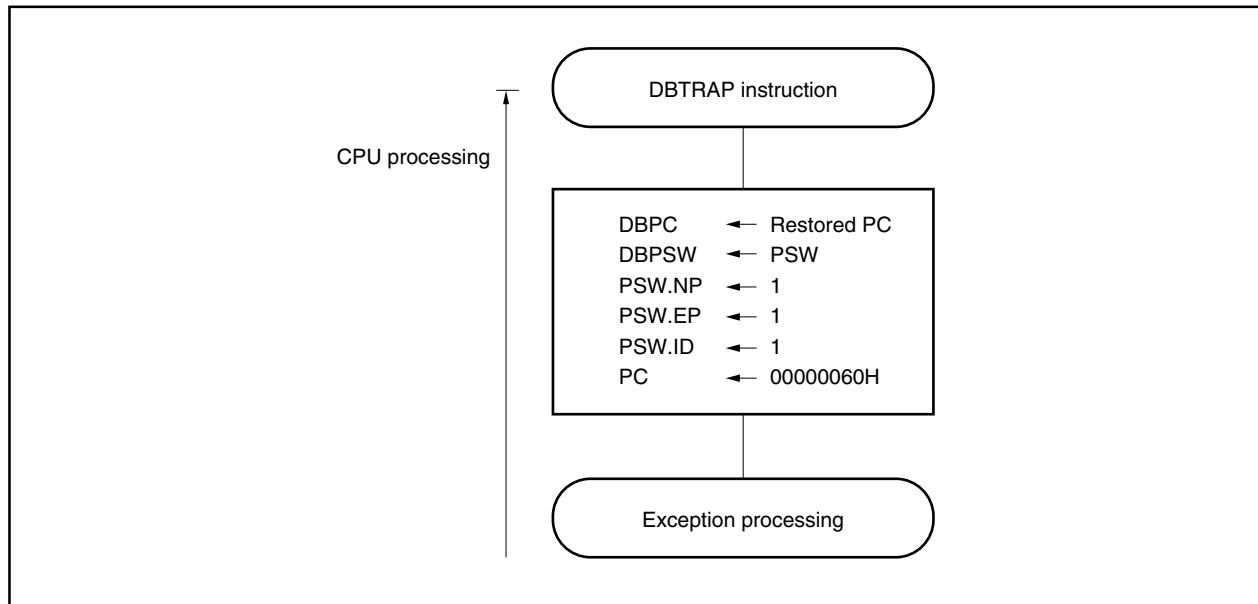 DBTRAP instruction
CPU processing
DBPC ← Restored PC
DBPSW ← PSW
PSW.NP ← 1
PSW.EP ← 1
PSW.ID ← 1
PC ← 00000060H
Exception processing